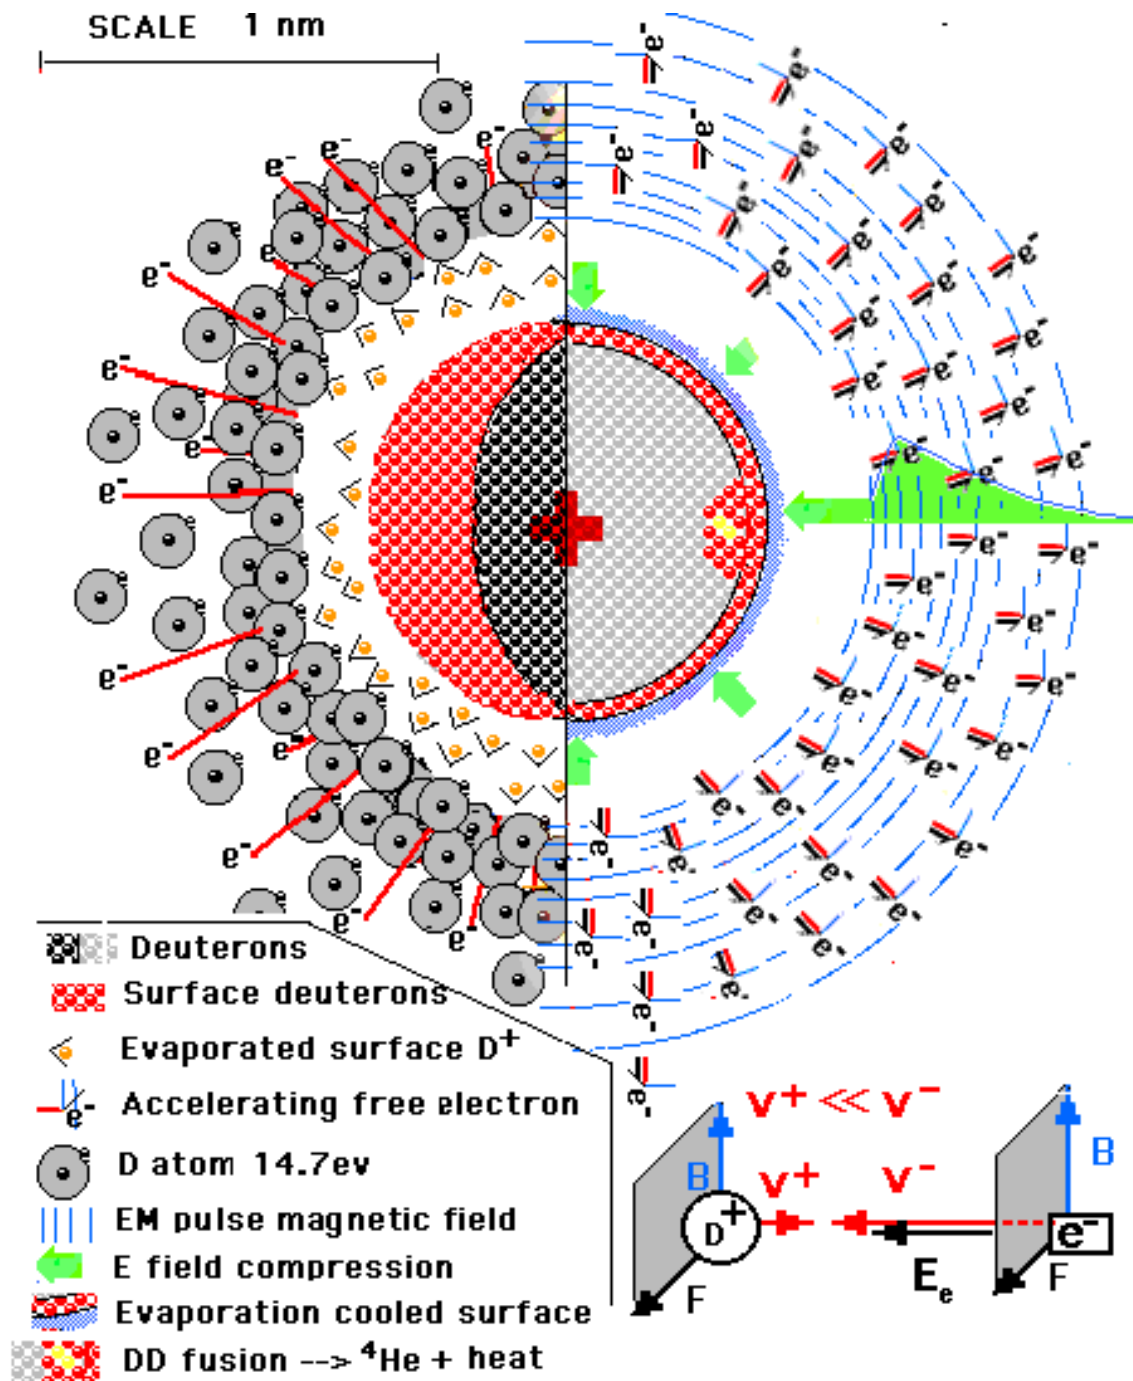 SCALE 1 nm
Deuterons
Surface deuterons
Evaporated surface D⁺
e⁻ Accelerating free electron
e D atom 14.7ev
EM pulse magnetic field
E field compression
Evaporation cooled surface
DD fusion --> ⁴He + heat
v⁺ << v⁻
B B
v⁺ v⁻
D⁺ e⁻
F Eₑ F